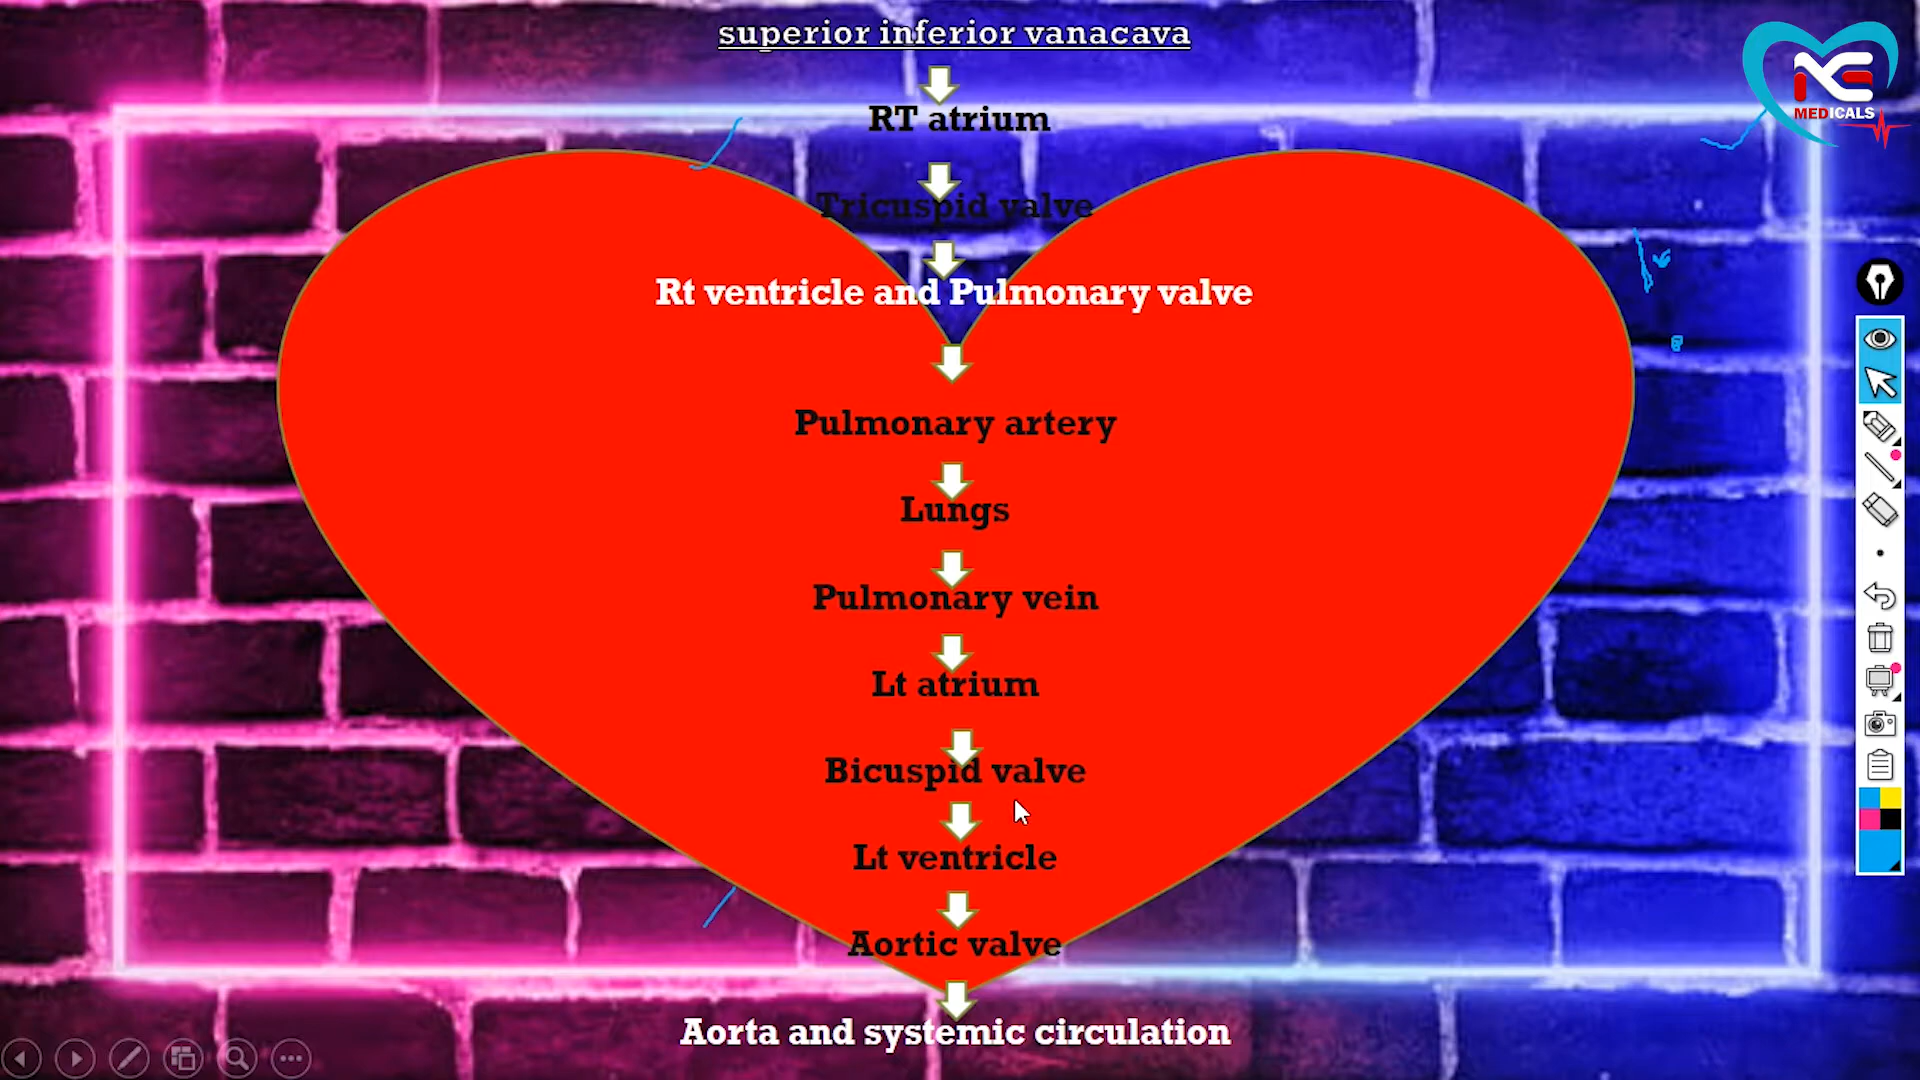 superior inferior vanacava
RT atrium
Tricuspid valve
Rt ventricle and Pulmonary valve
Pulmonary artery
Lungs
Pulmonary vein
Lt atrium
Bicuspid valve
Lt ventricle
Aortic valve
Aorta and systemic circulation
MEDICALS